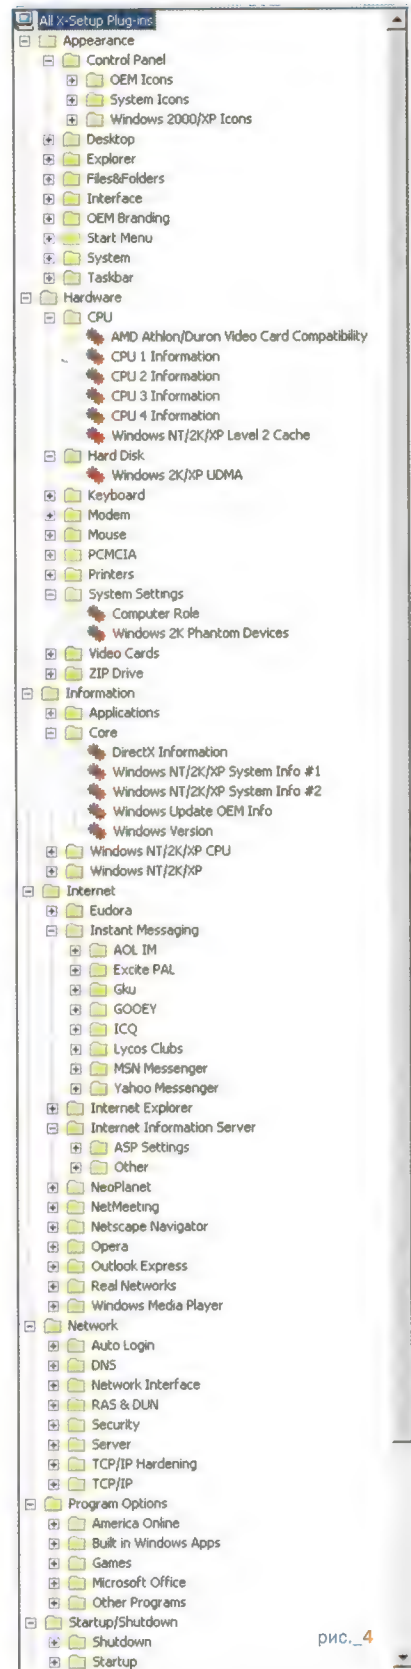 All X-Setup Plug-ins
Appearance
Control Panel
OEM Icons
System Icons
Windows 2000/XP Icons
Desktop
Explorer
Files&Folders
Interface
OEM Branding
Start Menu
System
Taskbar
Hardware
CPU
AMD Athlon/Duron Video Card Compatibility
CPU 1 Information
CPU 2 Information
CPU 3 Information
CPU 4 Information
Windows NT/2K/XP Level 2 Cache
Hard Disk
Windows 2K/XP UDMA
Keyboard
Modem
Mouse
PCMCIA
Printers
System Settings
Computer Role
Windows 2K Phantom Devices
Video Cards
ZIP Drive
Information
Applications
Core
DirectX Information
Windows NT/2K/XP System Info #1
Windows NT/2K/XP System Info #2
Windows Update OEM Info
Windows Version
Windows NT/2K/XP CPU
Windows NT/2K/XP
Internet
Eudora
Instant Messaging
AOL IM
Excite PAL
Gku
GOOEY
ICQ
Lycos Clubs
MSN Messenger
Yahoo Messenger
Internet Explorer
Internet Information Server
ASP Settings
Other
NeoPlanet
NetMeeting
Netscape Navigator
Opera
Outlook Express
Real Networks
Windows Media Player
Network
Auto Login
DNS
Network Interface
RAS & DUN
Security
Server
TCP/IP Hardening
TCP/IP
Program Options
America Online
Built in Windows Apps
Games
Microsoft Office
Other Programs
Startup/Shutdown
Shutdown
Startup
рис._4